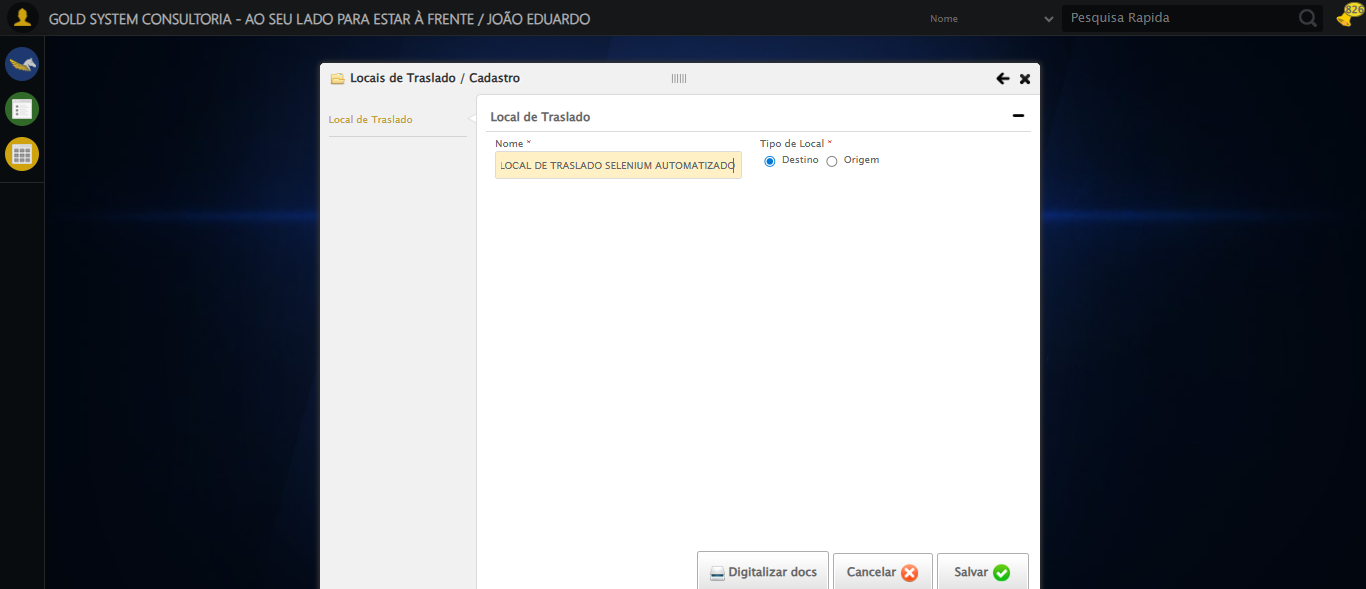 GOLD SYSTEM CONSULTORIA - AO SEU LADO PARA ESTAR À FRENTE / JOÃO EDUARDO
Nome
Pesquisa Rapida
826
Locais de Traslado / Cadastro
Local de Traslado
Local de Traslado
Nome *
Tipo de Local *
LOCAL DE TRASLADO SELENIUM AUTOMATIZADO
Destino
Origem
Digitalizar docs
Cancelar
Salvar